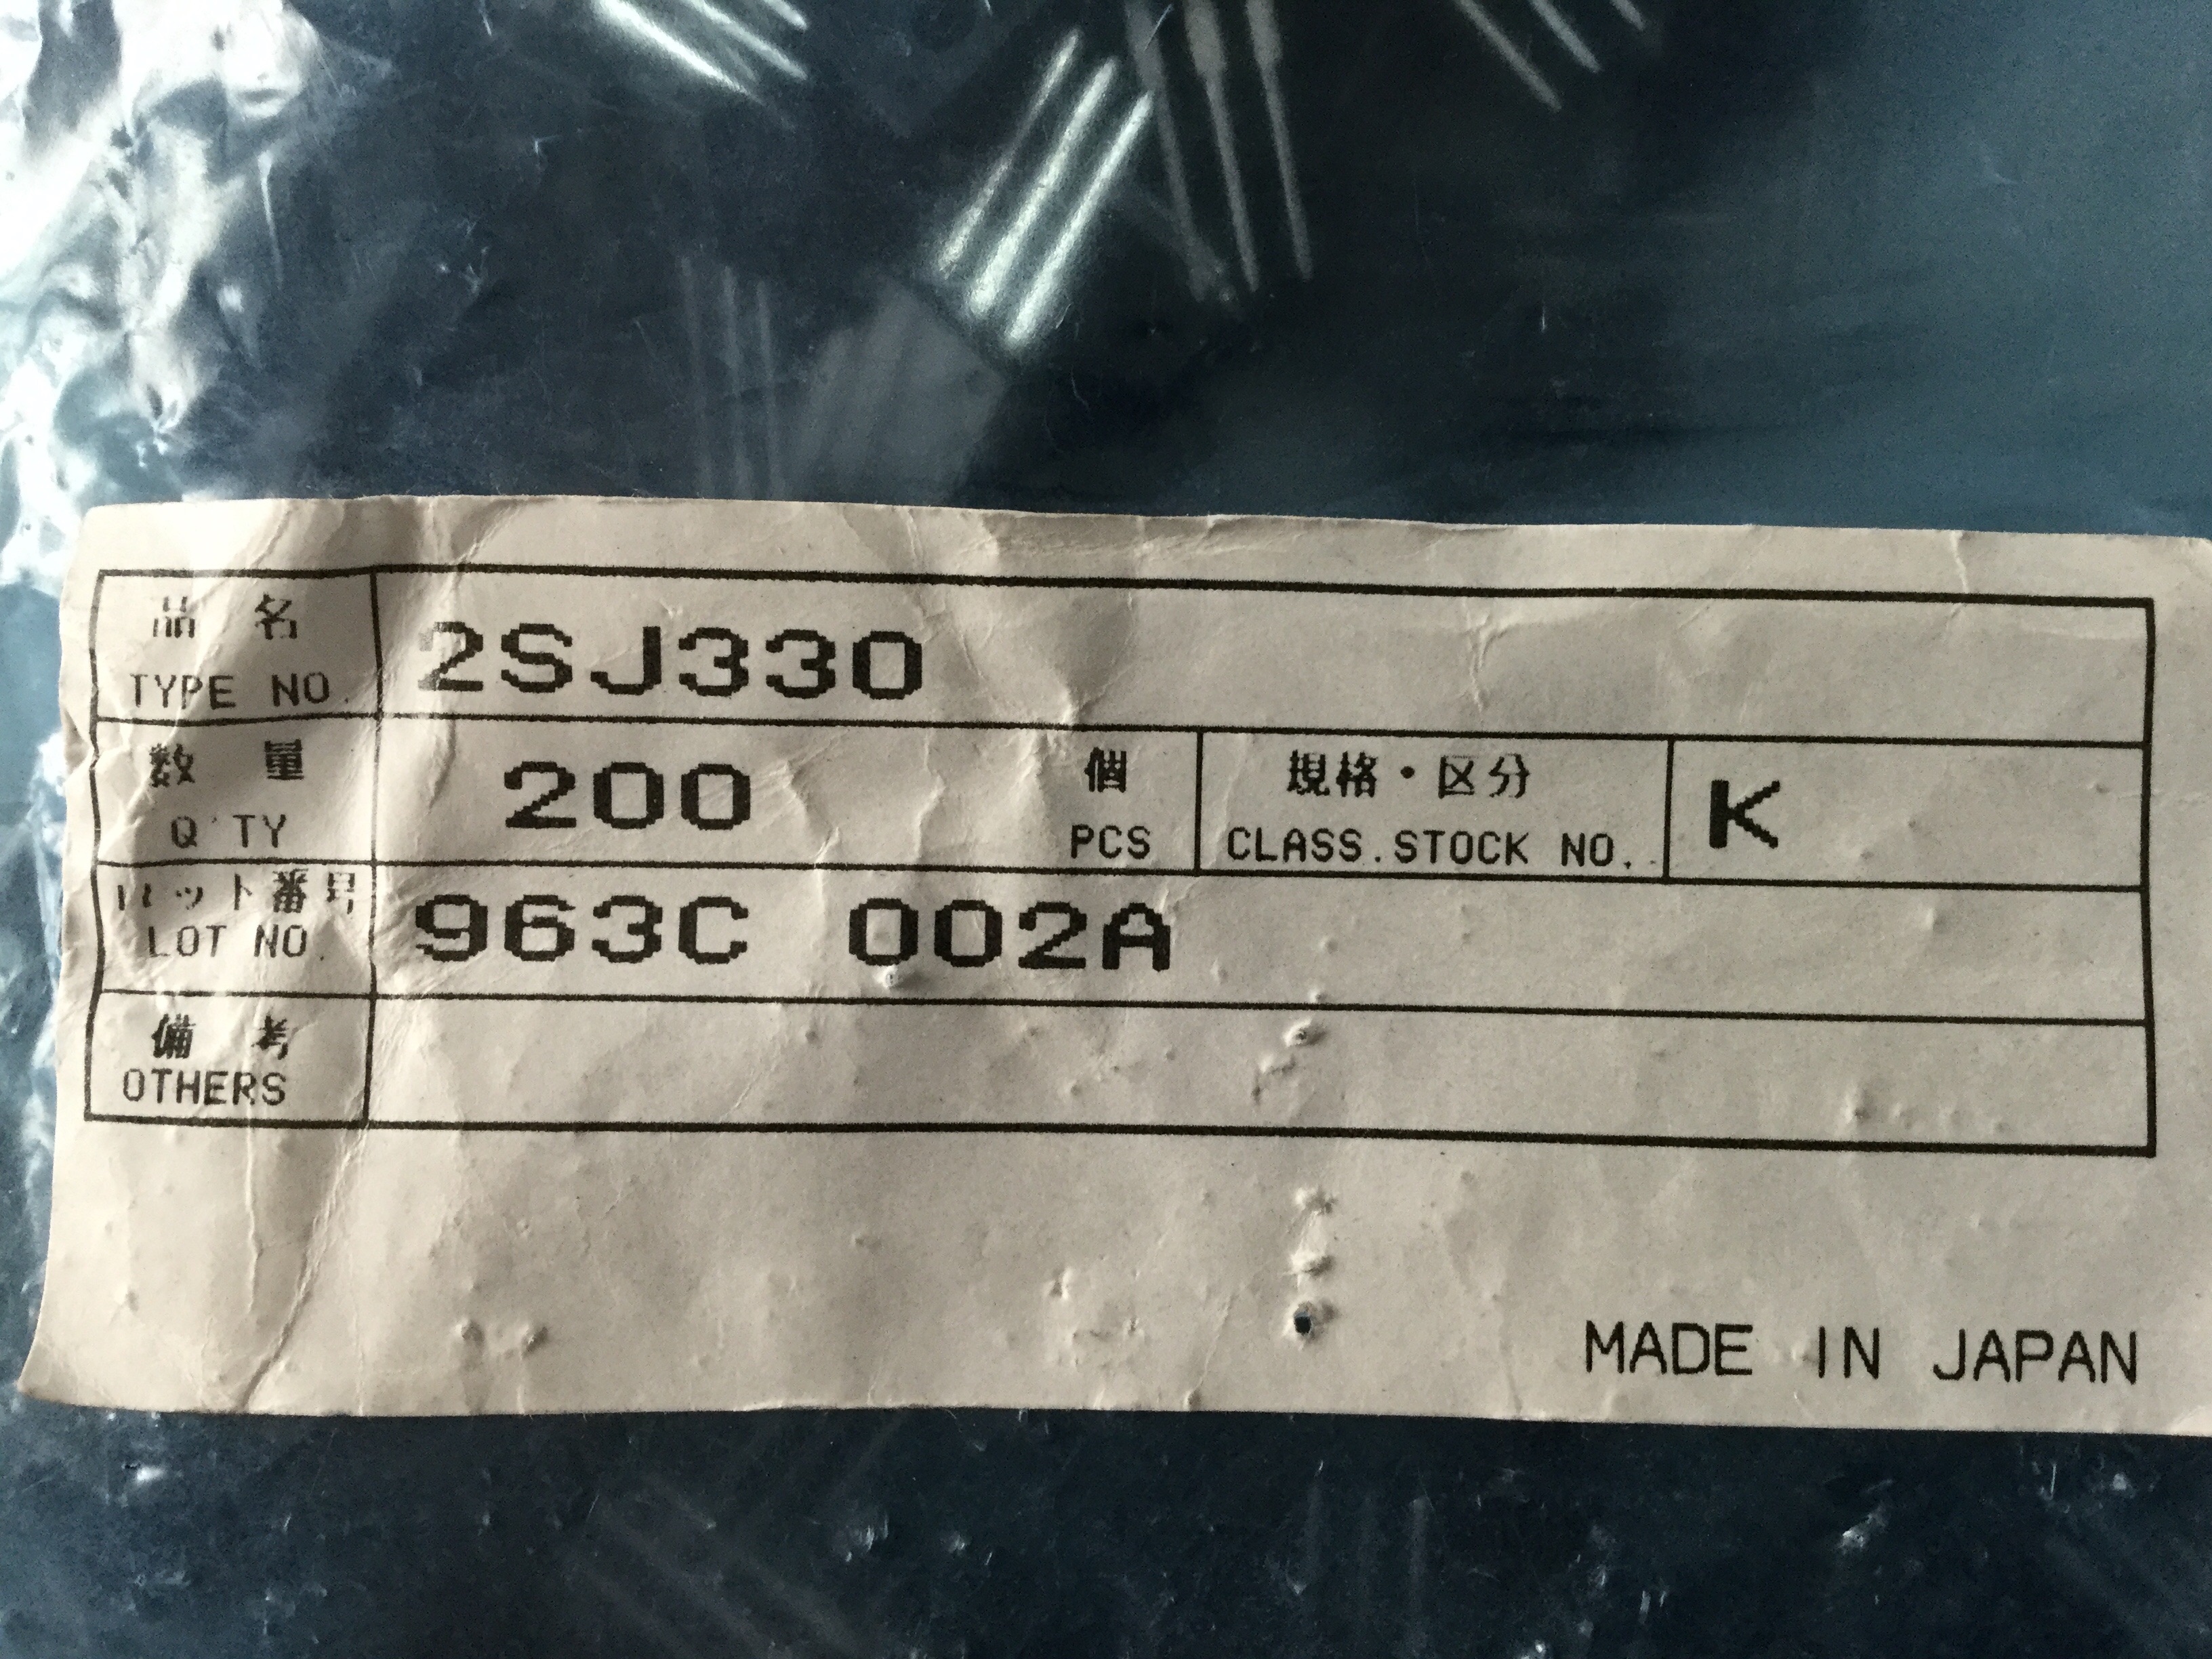 品 名
TYPE NO.
2SJ330
数 量
Q'TY
200
個
PCS
規格・区分
CLASS.STOCK NO.
K
ロット番号
LOT NO.
963C 002A
備 考
OTHERS
MADE IN JAPAN